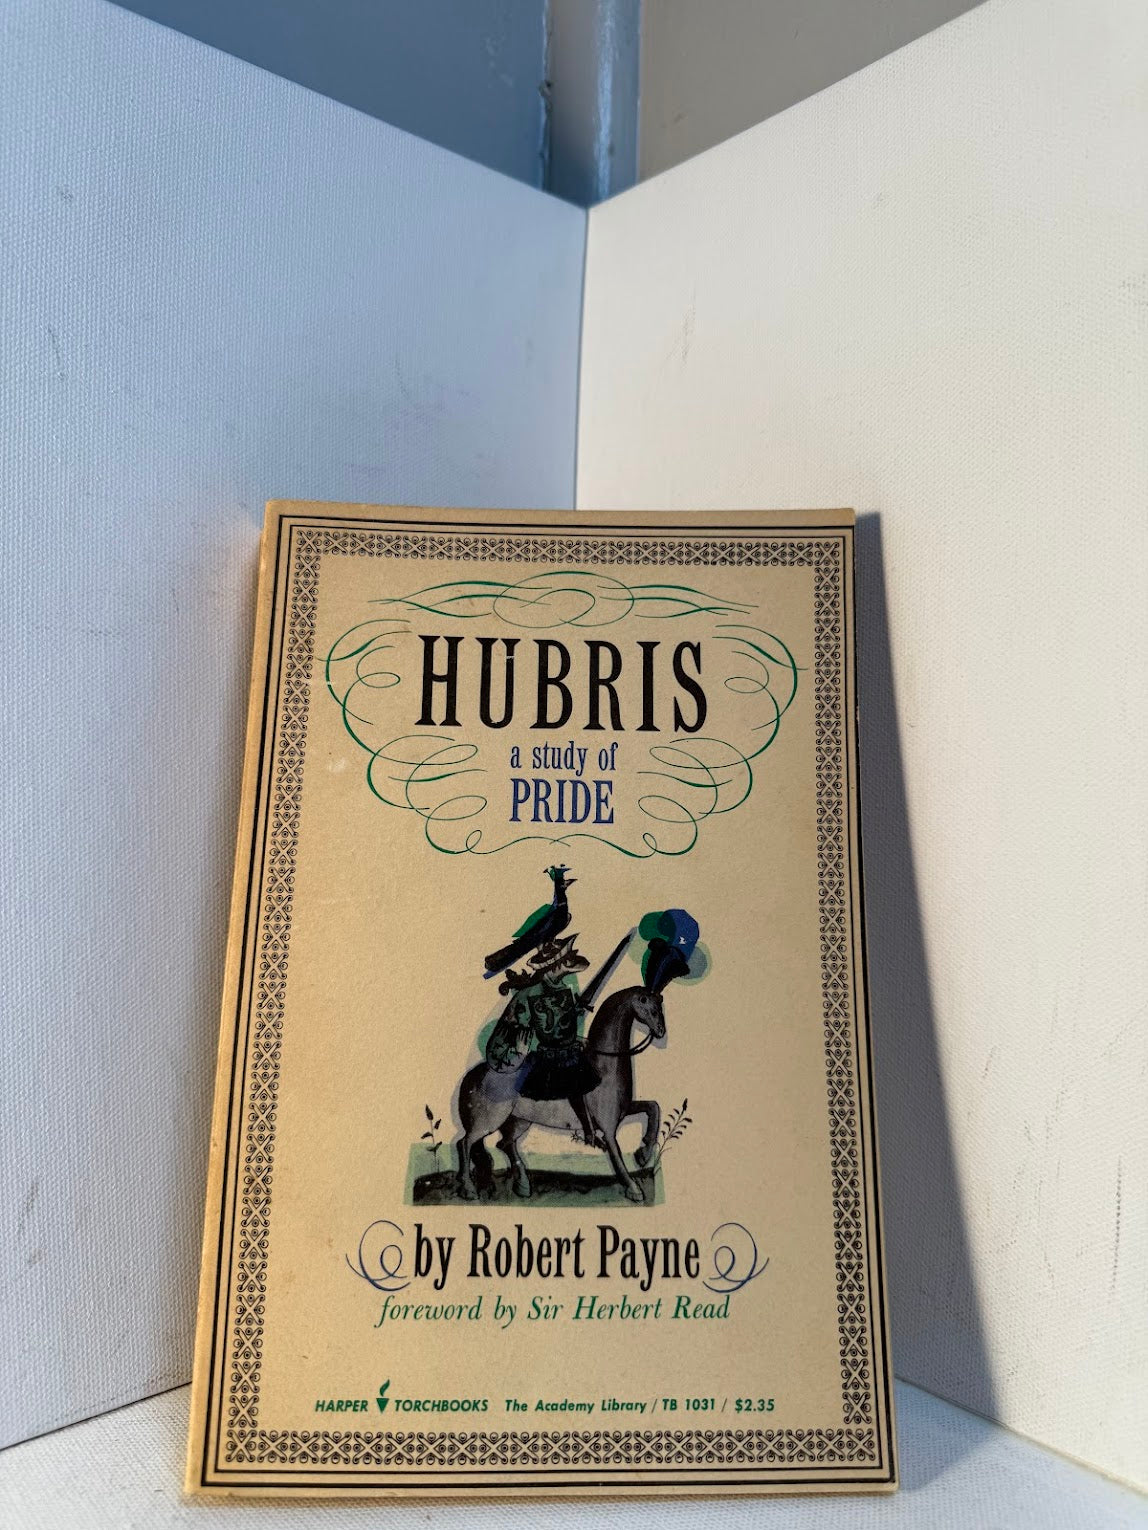 HUBRIS
a study of
PRIDE
by Robert Payne
foreword by Sir Herbert Read
HARPER TORCHBOOKS The Academy Library / TB 1031 / $2.35